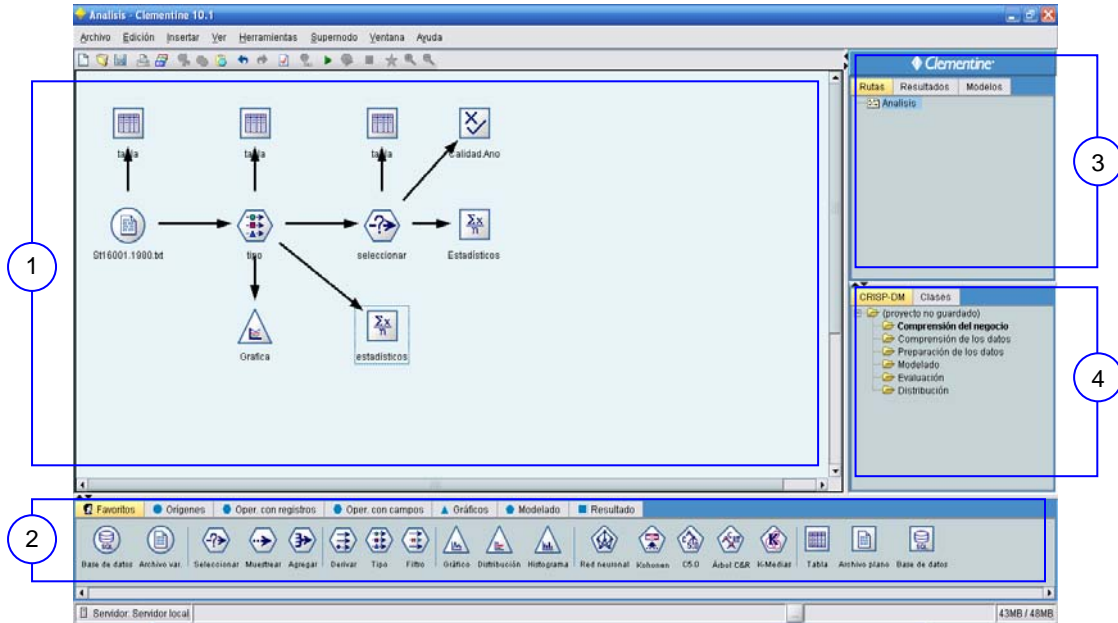 Analisis - Clementine 10.1
Archivo Edición Insertar Ver Herramientas Supernodo Ventana Ayuda
Clementine
Rutas Resultados Modelos
Analisis
tabla tabla tabla Calidad.Ano
St16001.1980.txt tipo seleccionar Estadísticos
Grafica estadísticos
1
3
CRISP-DM Clases
(proyecto no guardado)
Comprensión del negocio
Comprensión de los datos
Preparación de los datos
Modelado
Evaluación
Distribución
4
Favoritos Orígenes Oper. con registros Oper. con campos Gráficos Modelado Resultado
2
Base de datos Archivo var. Seleccionar Muestrear Agregar Derivar Tipo Filtro Gráfico Distribución Histograma Red neuronal Kohonen C5.0 Árbol C&R K-Medias Tabla Archivo plano Base de datos
Servidor: Servidor local 43MB / 48MB